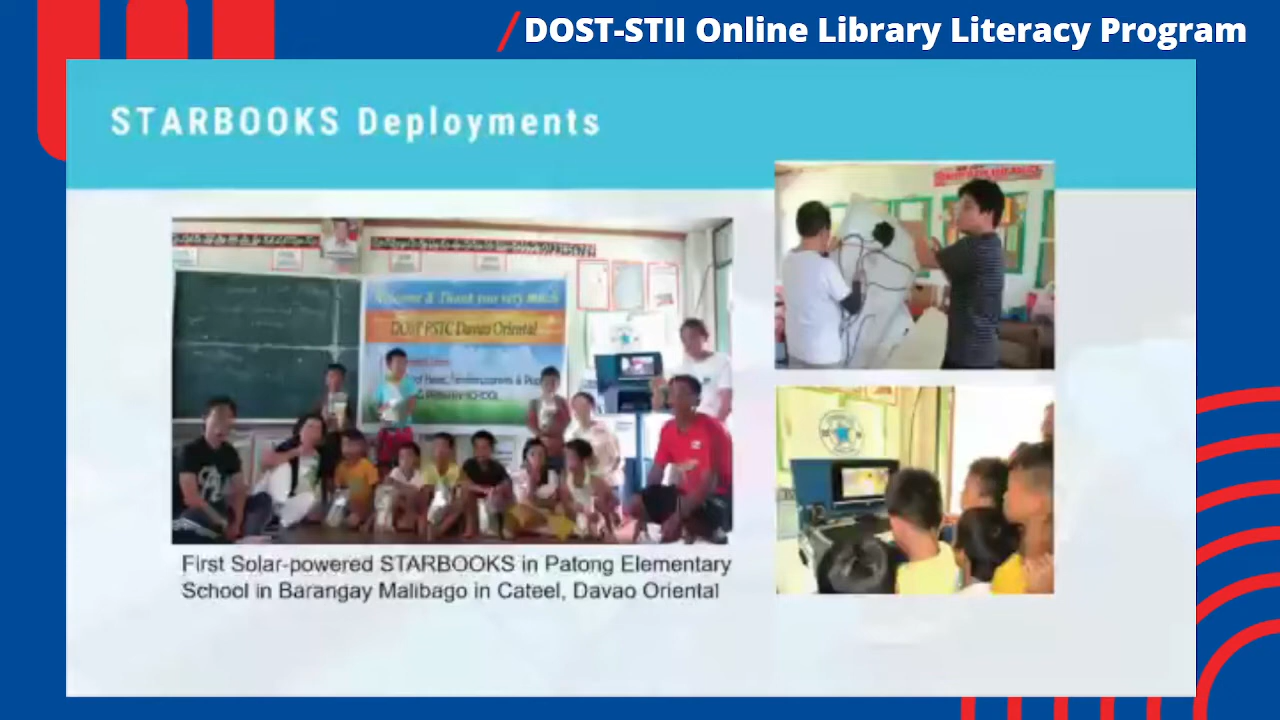 DOST-STII Online Library Literacy Program
STARBOOKS Deployments
Welcome & Thank you very much
DOST PSTC Davao Oriental
First Solar-powered STARBOOKS in Patong Elementary
School in Barangay Malibago in Cateel, Davao Oriental